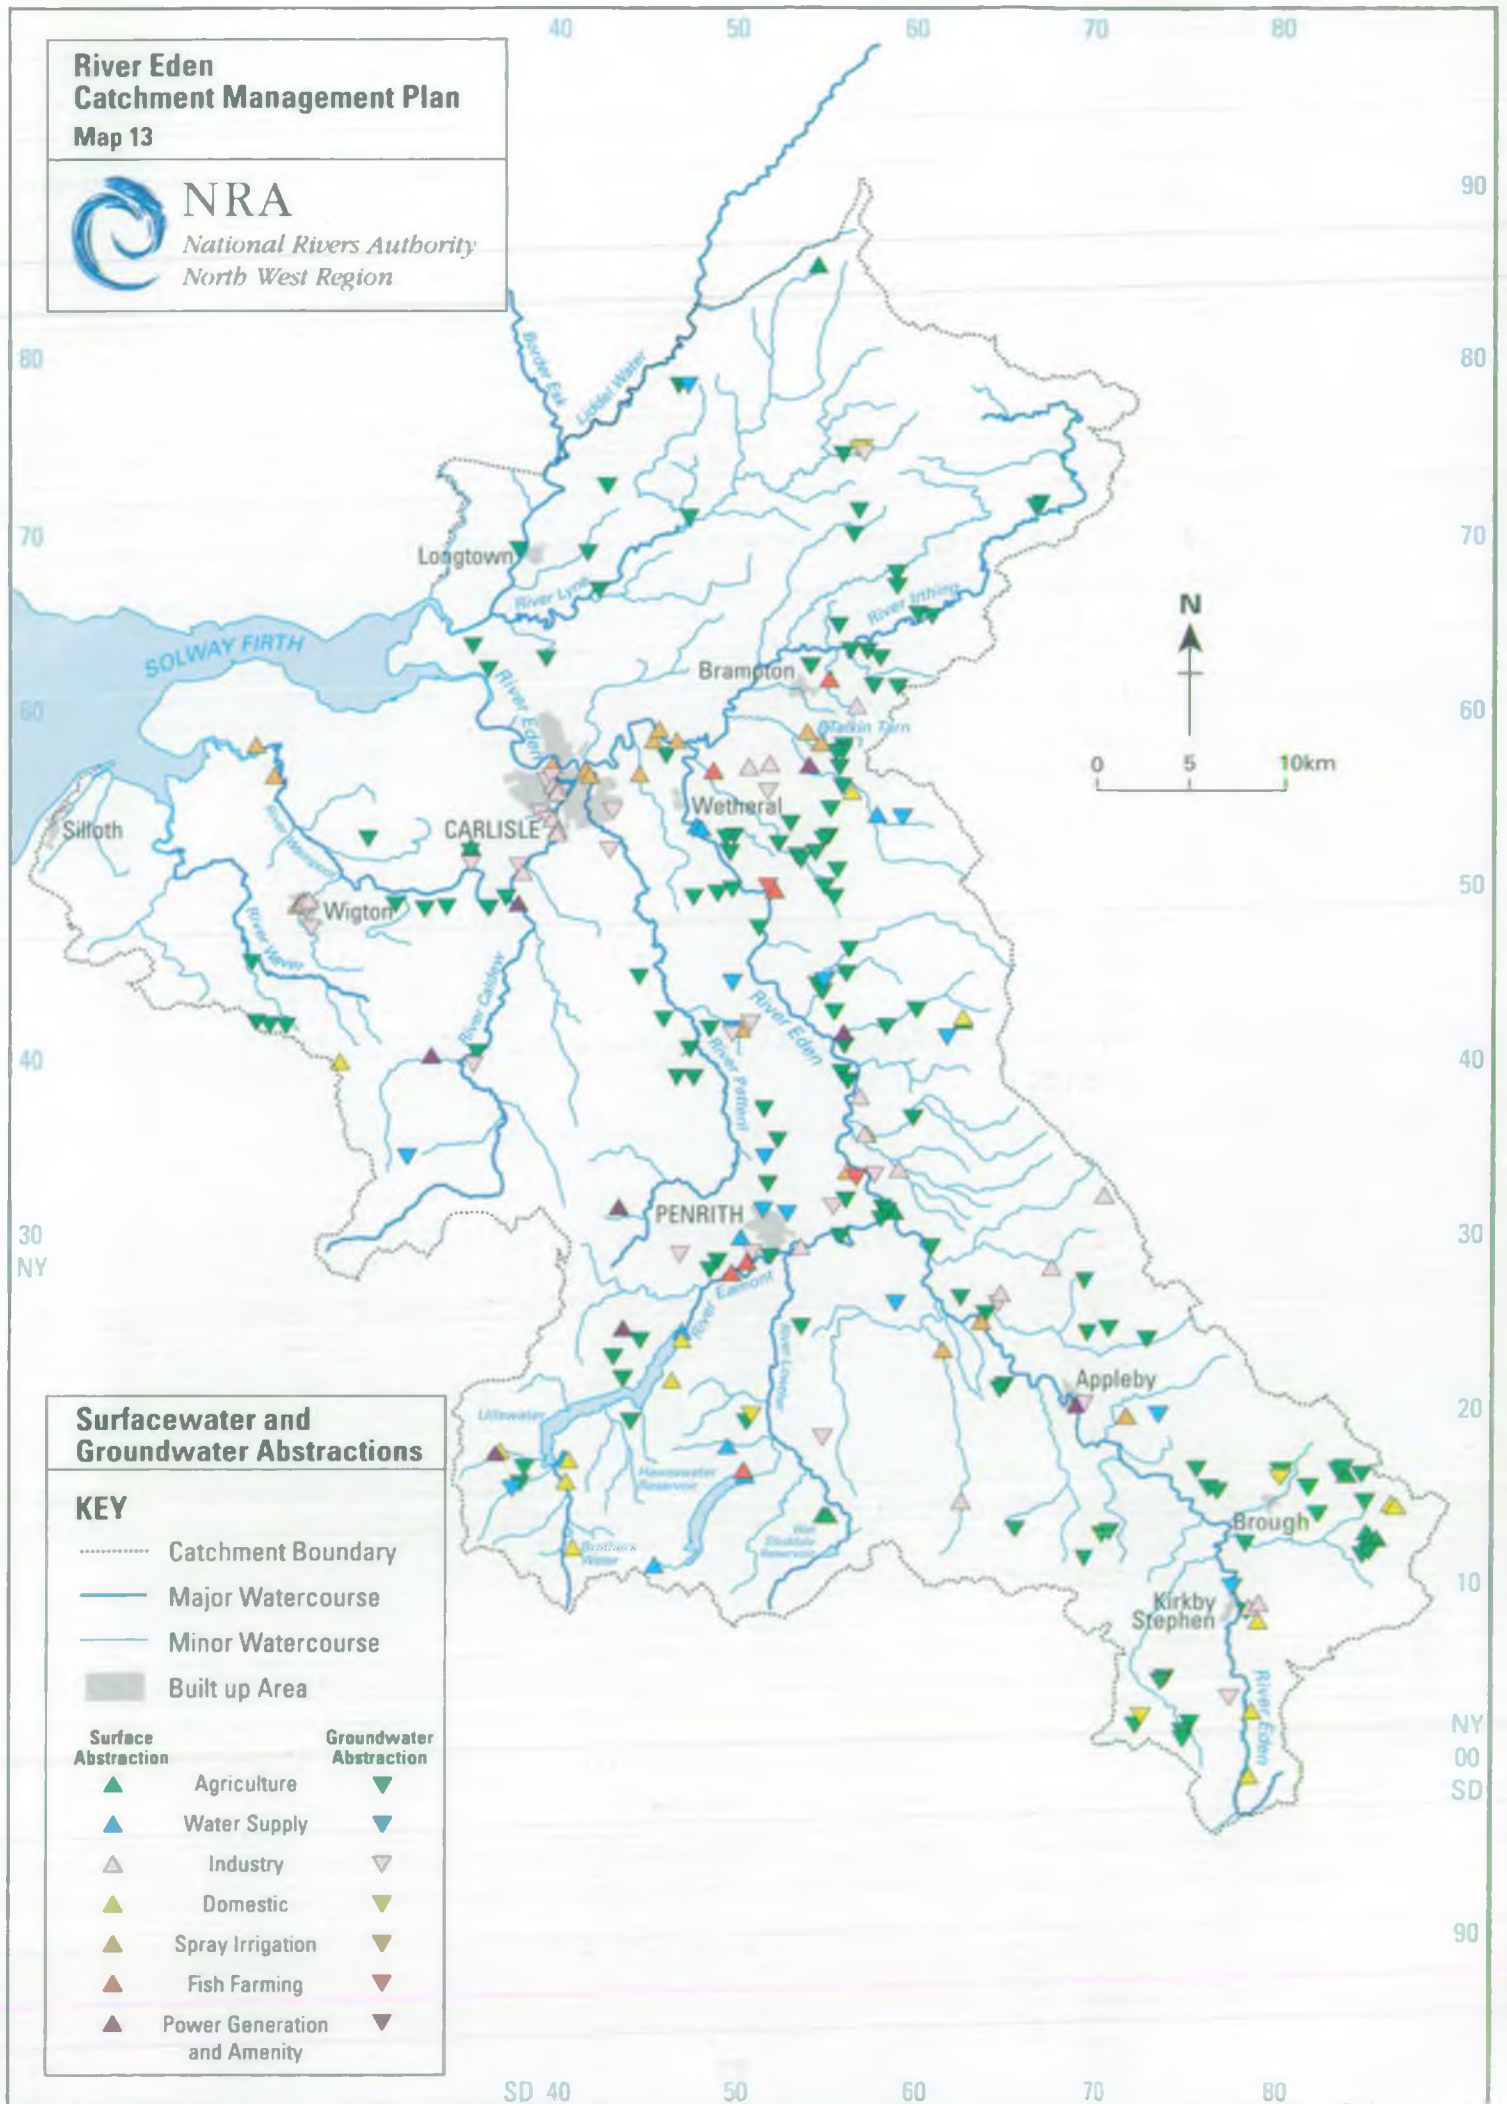 40 50 60 70 80
River Eden
Catchment Management Plan
Map 13
NRA
National Rivers Authority
North West Region
90
80
80
Border Esk
Liddel Water
70
70
Longtown
River Lyne
River Irthing
N
SOLWAY FIRTH
Brampton
60
60
River Eden
Talkin Tarn
0 5 10km
Silloth
CARLISLE
Wetheral
River Wampool
50
Wigton
River Waver
River Caldew
River Eden
40
40
River Petteril
PENRITH
30
NY
30
River Eamont
River Lowther
Appleby
20
Ullswater
Haweswater
Reservoir
Wet
Sleddale
Reservoir
Brough
Brothers
Water
10
Kirkby
Stephen
River Eden
NY
00
SD
90
Surfacewater and
Groundwater Abstractions
KEY
Catchment Boundary
Major Watercourse
Minor Watercourse
Built up Area
Surface
Abstraction
Groundwater
Abstraction
Agriculture
Water Supply
Industry
Domestic
Spray Irrigation
Fish Farming
Power Generation
and Amenity
SD 40 50 60 70 80